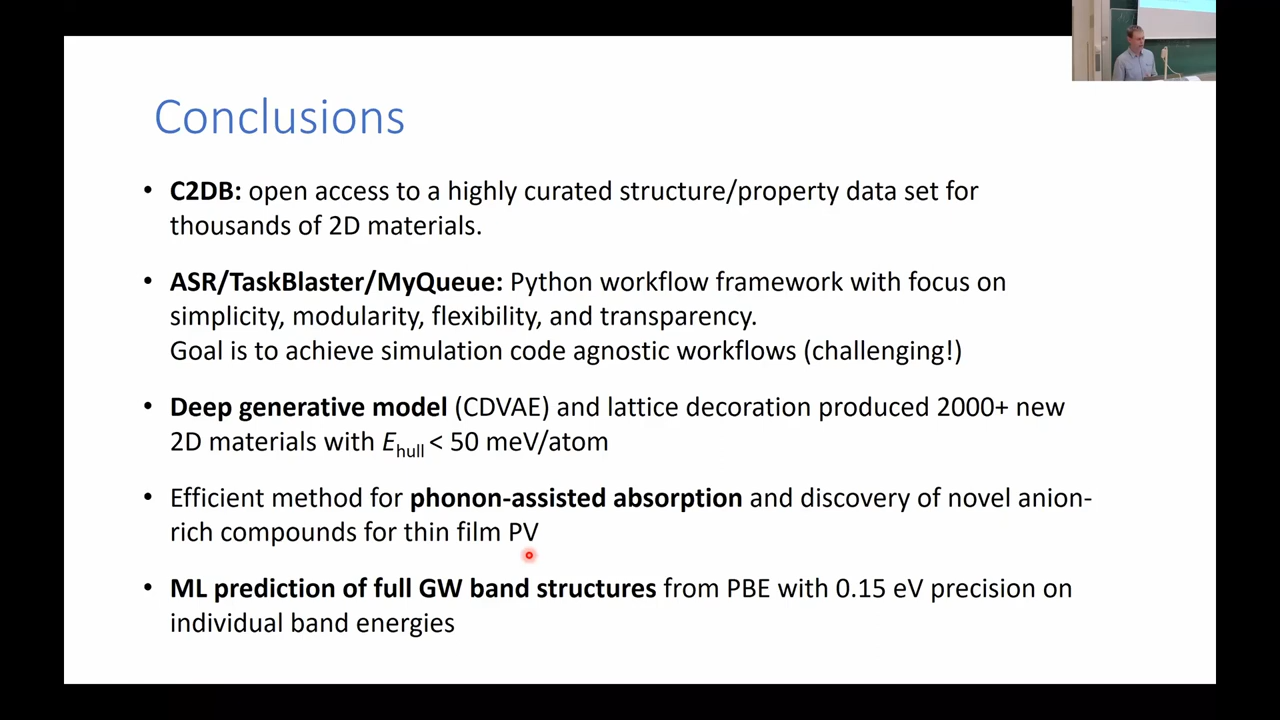 Conclusions
• C2DB: open access to a highly curated structure/property data set for
thousands of 2D materials.
• ASR/TaskBlaster/MyQueue: Python workflow framework with focus on
simplicity, modularity, flexibility, and transparency.
Goal is to achieve simulation code agnostic workflows (challenging!)
• Deep generative model (CDVAE) and lattice decoration produced 2000+ new
2D materials with Ehull < 50 meV/atom
• Efficient method for phonon-assisted absorption and discovery of novel anion-
rich compounds for thin film PV
• ML prediction of full GW band structures from PBE with 0.15 eV precision on
individual band energies